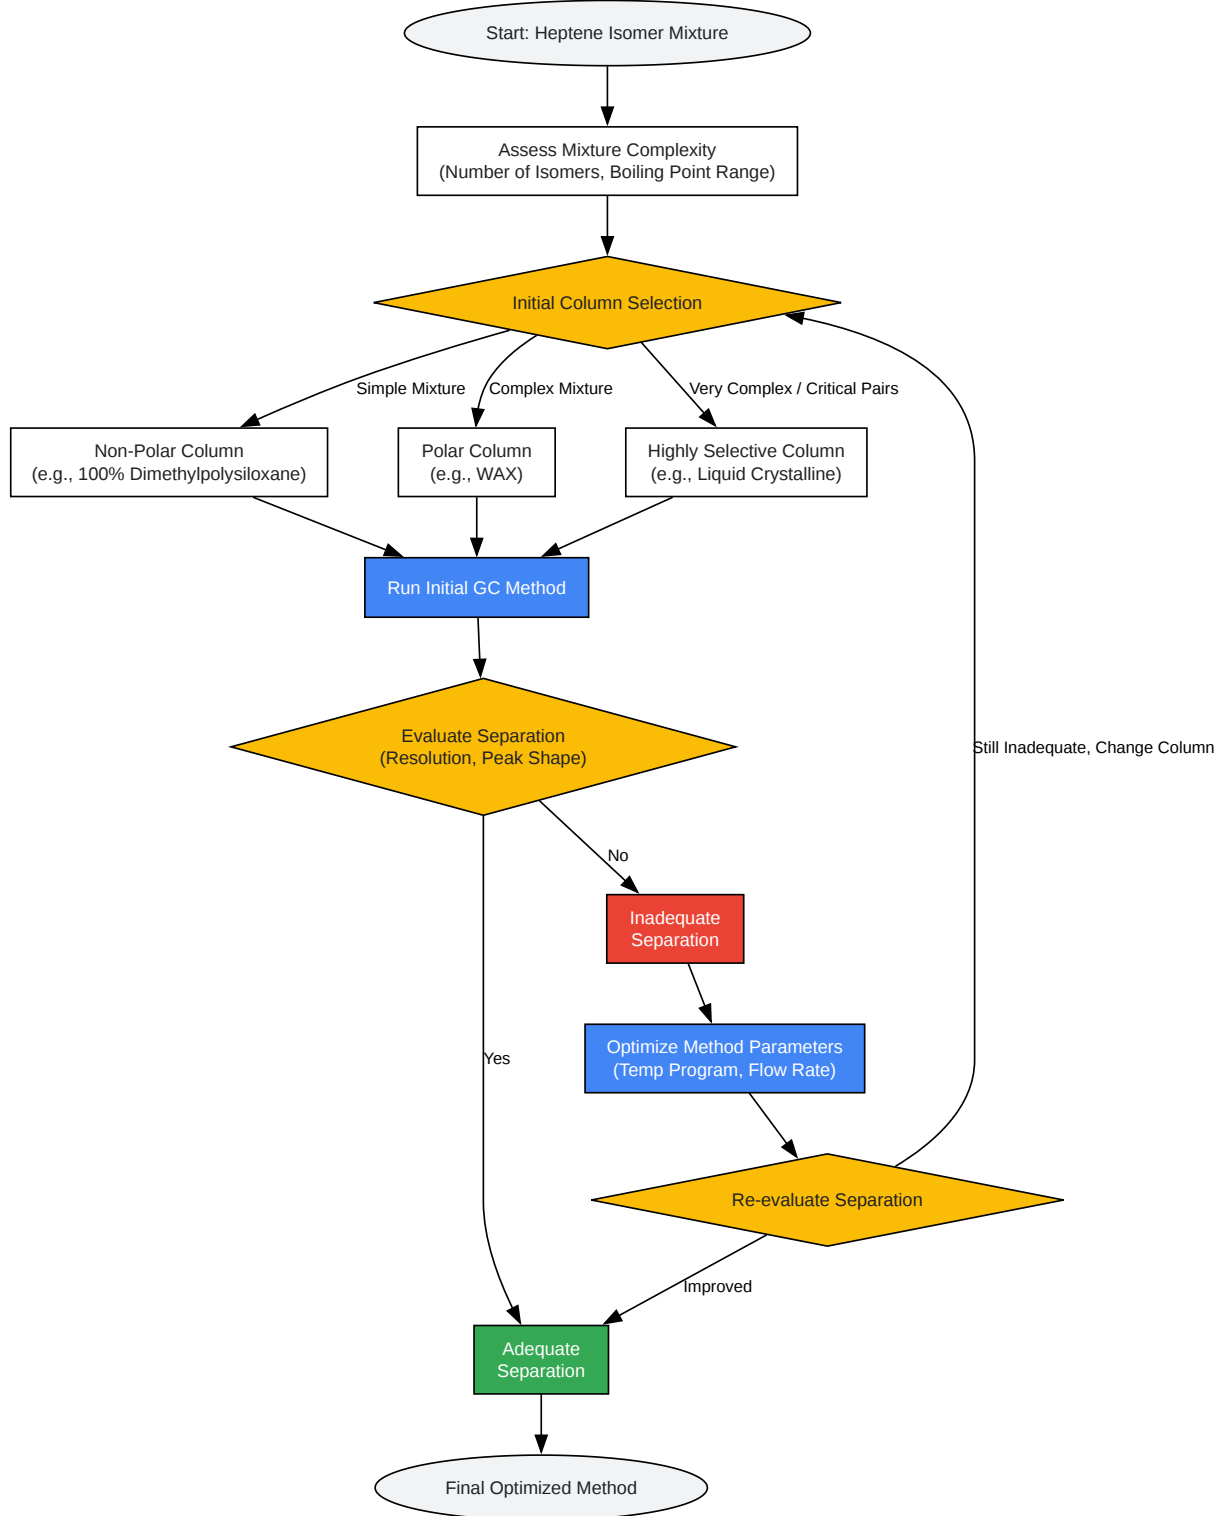 Start: Heptene Isomer Mixture
Assess Mixture Complexity
(Number of Isomers, Boiling Point Range)
Initial Column Selection
Simple Mixture
Complex Mixture
Very Complex / Critical Pairs
Non-Polar Column
(e.g., 100% Dimethylpolysiloxane)
Polar Column
(e.g., WAX)
Highly Selective Column
(e.g., Liquid Crystalline)
Run Initial GC Method
Evaluate Separation
(Resolution, Peak Shape)
Still Inadequate, Change Column
No
Inadequate
Separation
Optimize Method Parameters
(Temp Program, Flow Rate)
Yes
Re-evaluate Separation
Improved
Adequate
Separation
Final Optimized Method